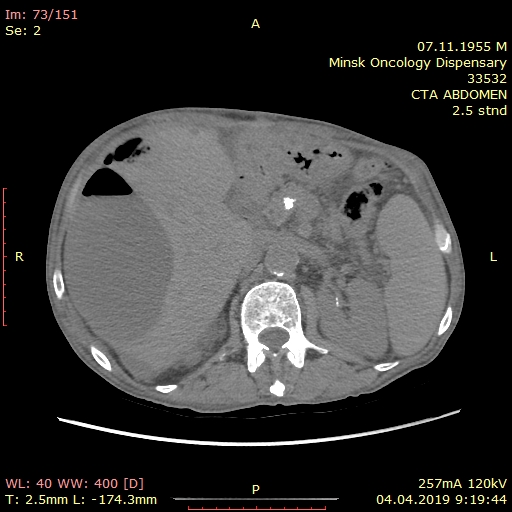 Im: 73/151
Se: 2
A
07.11.1955 M
Minsk Oncology Dispensary
33532
CTA ABDOMEN
2.5 stnd
R
L
WL: 40 WW: 400 [D]
T: 2.5mm L: -174.3mm
P
257mA 120kV
04.04.2019 9:19:44